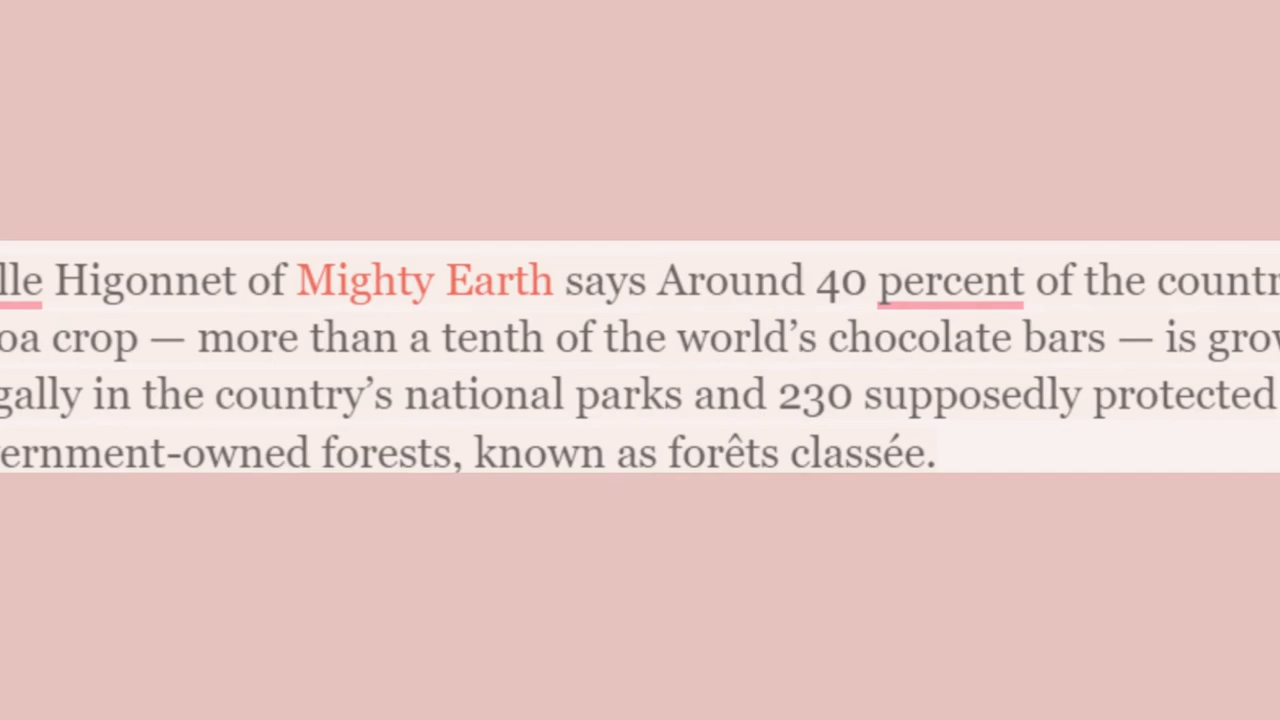 lle Higonnet of Mighty Earth says Around 40 percent of the countr
oa crop — more than a tenth of the world’s chocolate bars — is grow
gally in the country’s national parks and 230 supposedly protected
ernment-owned forests, known as forêts classée.